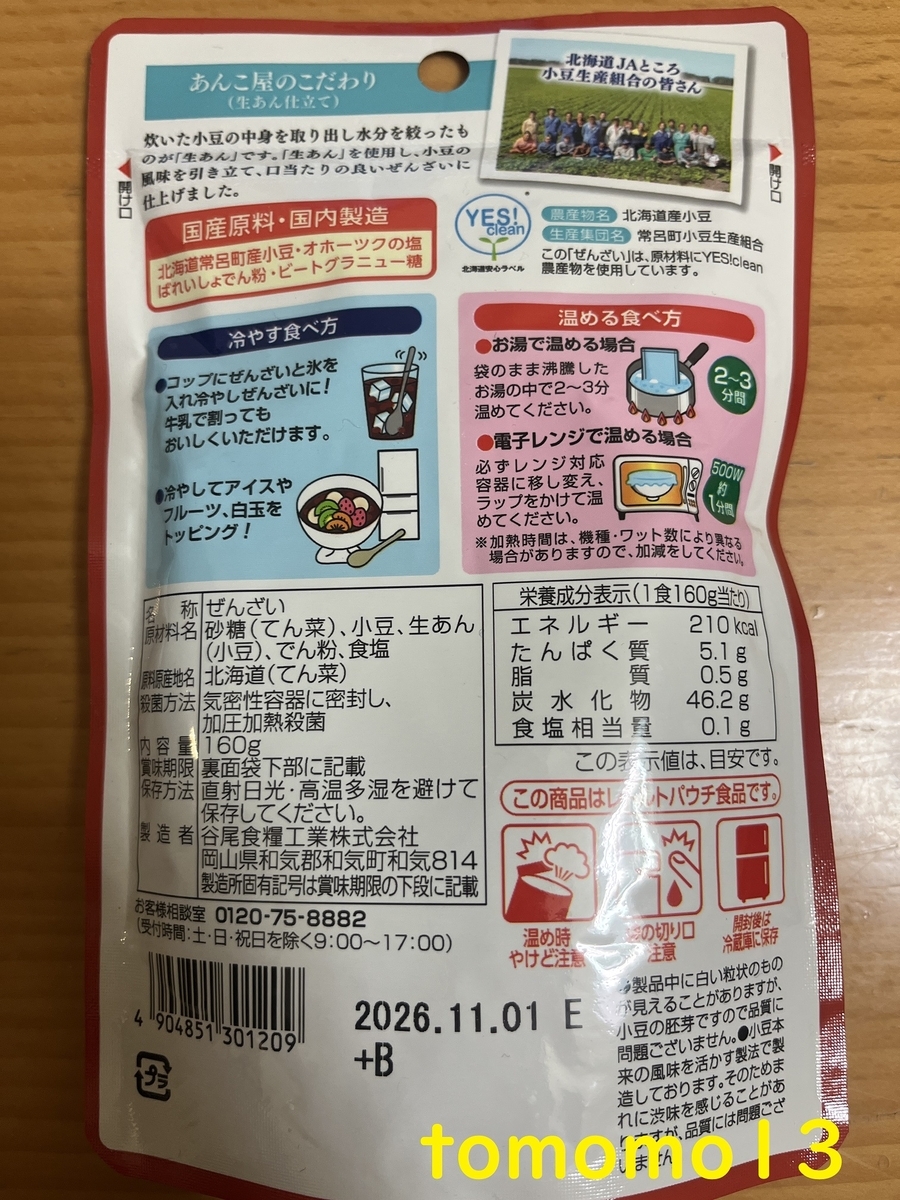 あんこ屋のこだわり
(生あん仕立て)
炊いた小豆の中身を取り出し水分を絞ったも
のが「生あん」です。「生あん」を使用し、小豆の
風味を引き立て、口当たりの良いぜんざいに
仕上げました。
北海道JAところ
小豆生産組合の皆さん
開け口
開け口
国産原料・国内製造
北海道常呂町産小豆・オホーツクの塩
ばれいしょでん粉・ビートグラニュー糖
YES!
clean
北海道安心ラベル
農産物名 北海道産小豆
生産集団名 常呂町小豆生産組合
この「ぜんざい」は、原材料にYES!clean
農産物を使用しています。
冷やす食べ方
●コップにぜんざいと氷を
入れ冷やしぜんざいに!
牛乳で割っても
おいしくいただけます。
●冷やしてアイスや
フルーツ、白玉を
トッピング!
温める食べ方
●お湯で温める場合
袋のまま沸騰した
お湯の中で2〜3分
温めてください。
2〜3
分間
●電子レンジで温める場合
必ずレンジ対応
容器に移し変え、
ラップをかけて温
めてください。
500W
約
1分間
※加熱時間は、機種・ワット数により異なる
場合がありますので、加減をしてください。
名称 ぜんざい
原材料名 砂糖(てん菜)、小豆、生あん
(小豆)、でん粉、食塩
原料原産地名 北海道(てん菜)
殺菌方法 気密性容器に密封し、
加圧加熱殺菌
内容量 160g
賞味期限 裏面袋下部に記載
保存方法 直射日光・高温多湿を避けて
保存してください。
製造者 谷尾食糧工業株式会社
岡山県和気郡和気町和気814
製造所固有記号は賞味期限の下段に記載
お客様相談室 0120-75-8882
(受付時間:土・日・祝日を除く9:00〜17:00)
栄養成分表示(1食160g当たり)
エネルギー 210kcal
たんぱく質 5.1g
脂質 0.5g
炭水化物 46.2g
食塩相当量 0.1g
この表示値は、目安です。
この商品はレトルトパウチ食品です。
温め時
やけど注意
の切り口
注意
開封後は
冷蔵庫に保存
4 904851 301209
プラ
2026.11.01 E
+B
●製品中に白い粒状のもの
が見えることがありますが、
小豆の胚芽ですので品質に
問題ございません。●小豆本
来の風味を活かす製法で製
造しております。そのためま
れに渋味を感じることがあ
りますが、品質には問題ござ
いません。
tomomo13